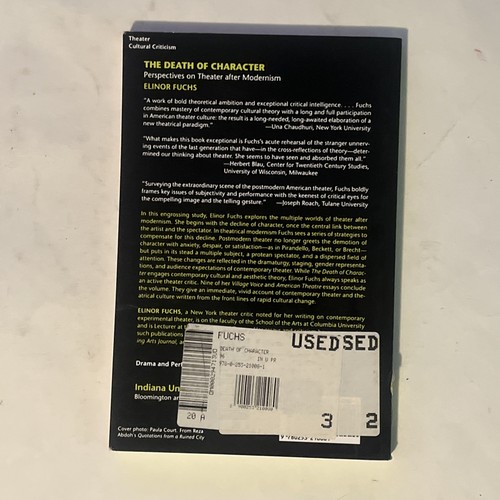 Theater
Cultural Criticism
THE DEATH OF CHARACTER
Perspectives on Theater after Modernism
ELINOR FUCHS
"A work of bold theoretical ambition and exceptional critical intelligence. . . . Fuchs
combines mastery of contemporary cultural theory with a long and full participation
in American theater culture: the result is a long-needed, long-awaited elaboration of a
new theatrical paradigm." —Una Chaudhuri, New York University
"What makes this book exceptional is Fuchs's acute rehearsal of the stranger unnerv-
ing events of the last generation that have—in the cross-reflections of theory—deter-
mined our thinking about theater. She seems to have seen and absorbed them all."
—Herbert Blau, Center for Twentieth Century Studies,
University of Wisconsin, Milwaukee
"Surveying the extraordinary scene of the postmodern American theater, Fuchs boldly
frames key issues of subjectivity and performance with the keenest of critical eyes for
the compelling image and the telling gesture." —Joseph Roach, Tulane University
In this engrossing study, Elinor Fuchs explores the multiple worlds of theater after
modernism. She begins with the decline of character, once the central link between
the artist and the spectator. In theatrical modernism Fuchs sees a series of strategies to
compensate for this decline. Postmodern theater no longer greets the demotion of
character with anxiety, despair, or satisfaction—as in Pirandello, Beckett, or Brecht—
but puts in its stead a multiple subject, a protean spectator, and a dispersed field of
attention. These changes are reflected in the dramaturgy, staging, gender representa-
tions, and audience expectations of contemporary theater. While The Death of Charac-
ter engages contemporary cultural and aesthetic theory, Elinor Fuchs always speaks as
an active theater critic. Nine of her Village Voice and American Theatre essays conclude
the volume. They give an immediate, vivid account of contemporary theater and the-
atrical culture written from the front lines of rapid cultural change.
ELINOR FUCHS, a New York theater critic noted for her writing on contemporary
experimental theater, is on the faculty of the School of the Arts at Columbia University
and is Lecturer at
such publications
ing Arts Journal, a
Drama and Per
Indiana Un
Bloomington an
FUCHS
USED SED
DEATH OF CHARACTER
IN U PR
978-0-253-21008-1
20 A
3 2
Cover photo: Paula Court. From Reza
Abdoh's Quotations from a Ruined City